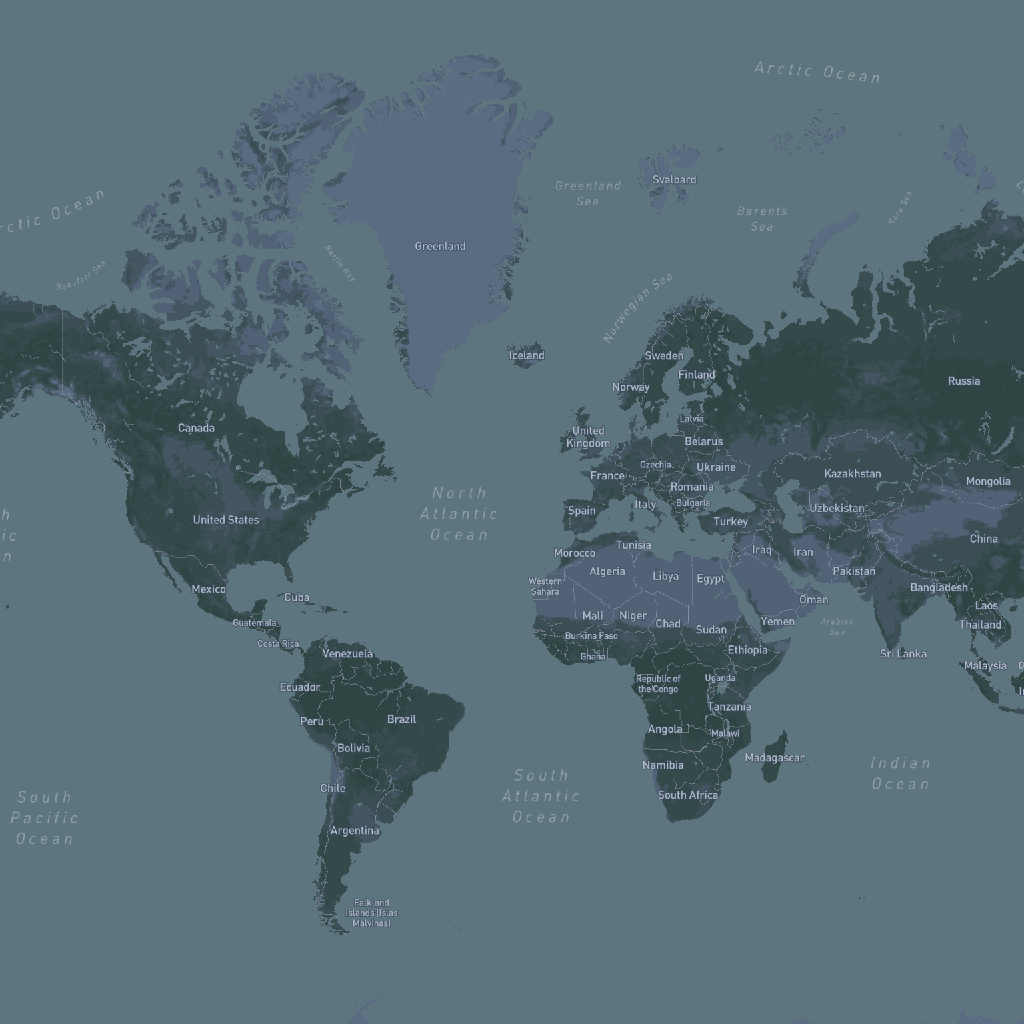 Arctic Ocean
Svalbard
Greenland
Sea
Barents
Sea
Kara Sea
rctic Ocean
Greenland
Baffin Bay
Beaufort Sea
Norwegian Sea
Iceland
Sweden
Finland
Norway
Russia
Latvia
Canada
United
Kingdom
Belarus
Czechia
Ukraine
France
Kazakhstan
Mongolia
Romania
North
Atlantic
Ocean
Bulgaria
Italy
Spain
Uzbekistan
United States
Turkey
China
Tunisia
Morocco
Iraq
Iran
Algeria
Libya
Egypt
Pakistan
Western
Sahara
Mexico
Bangladesh
Cuba
Oman
Laos
Mali
Niger
Chad
Sudan
Yemen
Arabian
Sea
Thailand
Guatemala
Burkina Faso
Costa Rica
Ghana
Ethiopia
Sri Lanka
Venezuela
Malaysia
Ecuador
Republic of
the Congo
Uganda
Peru
Brazil
Tanzania
Angola
Malawi
Bolivia
Madagascar
Namibia
Indian
Ocean
South
Atlantic
Ocean
Chile
South Africa
South
Pacific
Ocean
Argentina
Falkland
Islands (Islas
Malvinas)